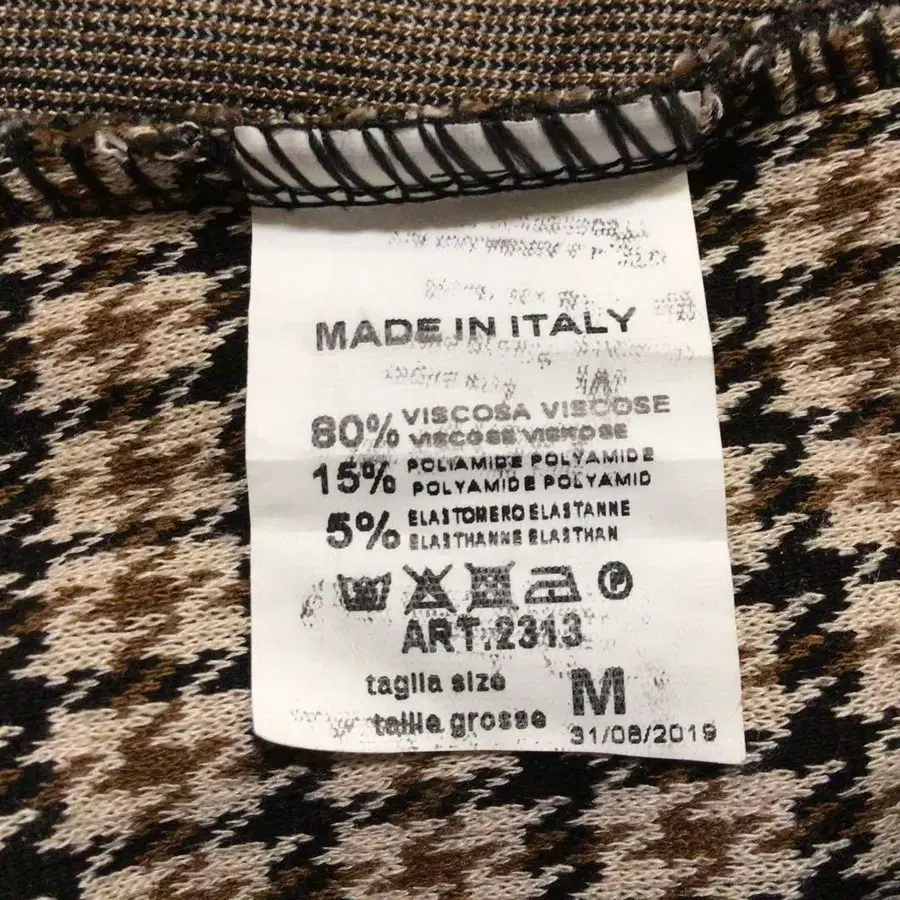 MADE IN ITALY
80% VISCOSA VISCOSE
VISCOSE VISKOSE
15% POLIAMIDE POLYAMIDE
POLYAMIDE POLYAMID
5% ELASTOMERO ELASTANNE
ELASTHANNE ELASTHAN
P
ART.2313
taglia size M
taille grosse
31/08/2019